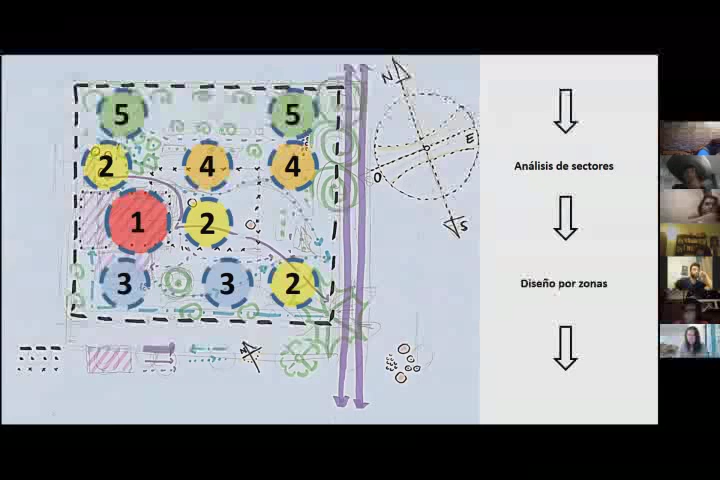 5 5
2 4 4
1 2
3 3 2
N
E
O
S
N
Análisis de sectores
Diseño por zonas